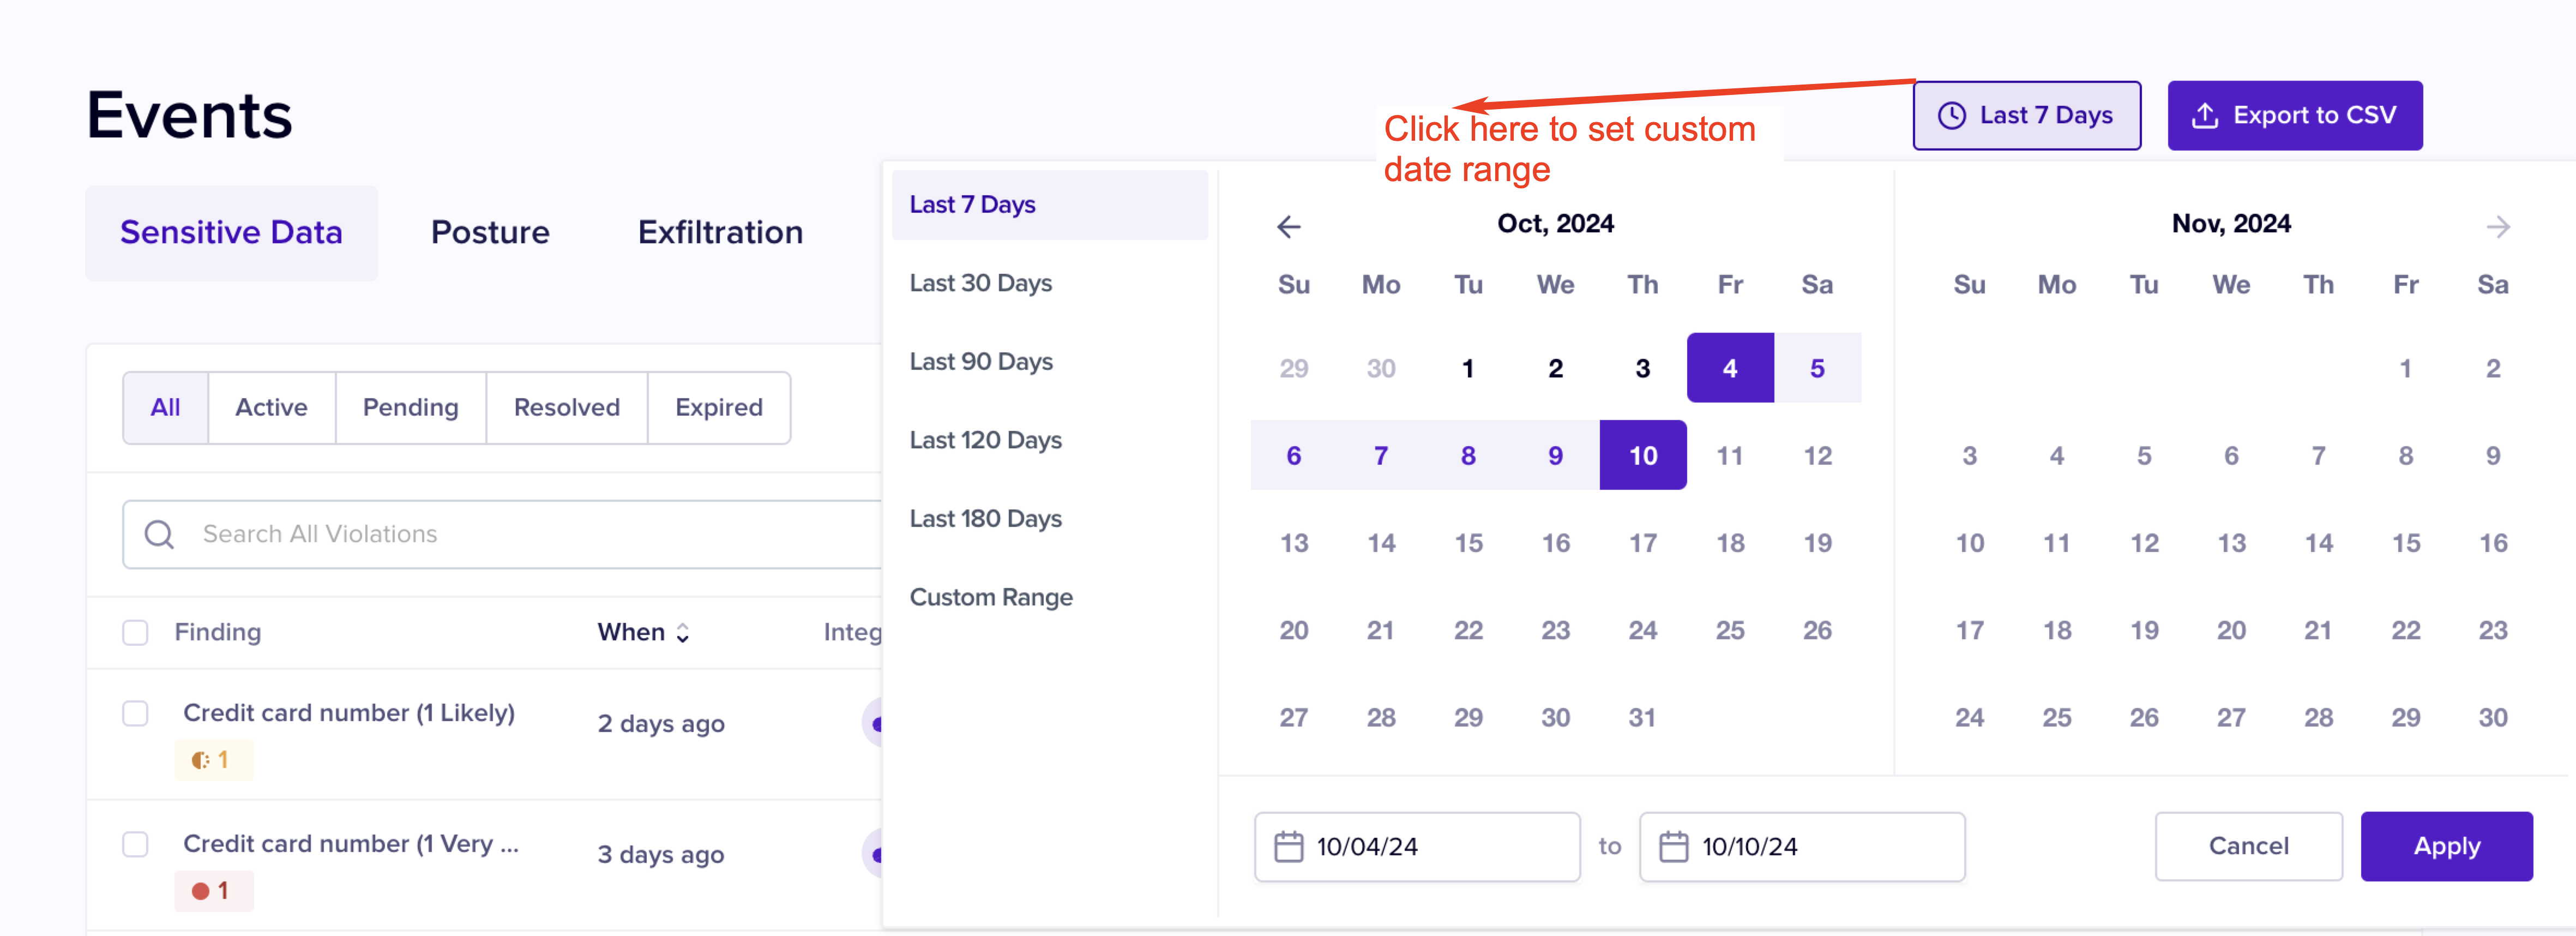 Events
Click here to set custom
date range
Last 7 Days
Export to CSV
Sensitive Data
Posture
Exfiltration
All
Active
Pending
Resolved
Expired
Search All Violations
Finding
When
Integ
Credit card number (1 Likely)
2 days ago
1
Credit card number (1 Very ...
3 days ago
1
Last 7 Days
Last 30 Days
Last 90 Days
Last 120 Days
Last 180 Days
Custom Range
Oct, 2024
Su Mo Tu We Th Fr Sa
29 30 1 2 3 4 5
6 7 8 9 10 11 12
13 14 15 16 17 18 19
20 21 22 23 24 25 26
27 28 29 30 31
Nov, 2024
Su Mo Tu We Th Fr Sa
1 2
3 4 5 6 7 8 9
10 11 12 13 14 15 16
17 18 19 20 21 22 23
24 25 26 27 28 29 30
10/04/24 to 10/10/24
Cancel
Apply